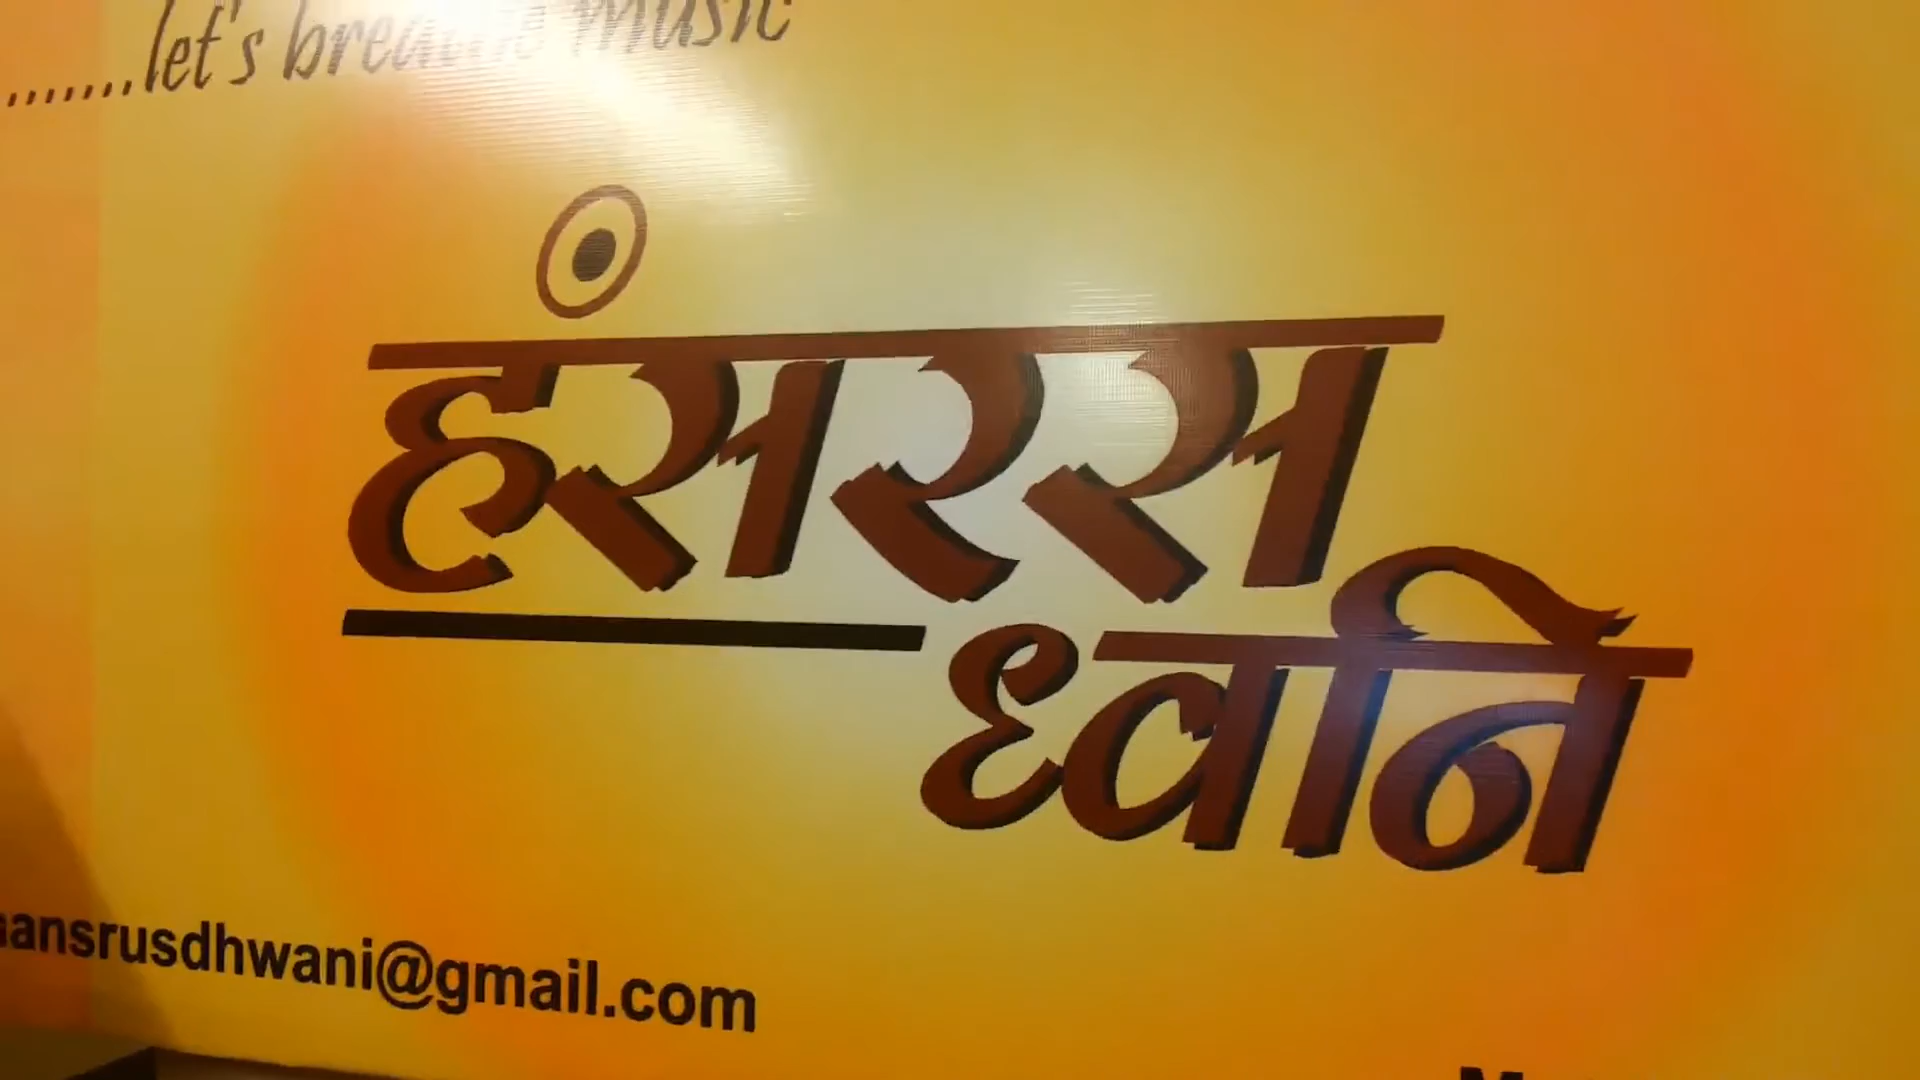 .......let's breathe music
हंसरस
ध्वनि
ansrusdhwani@gmail.com